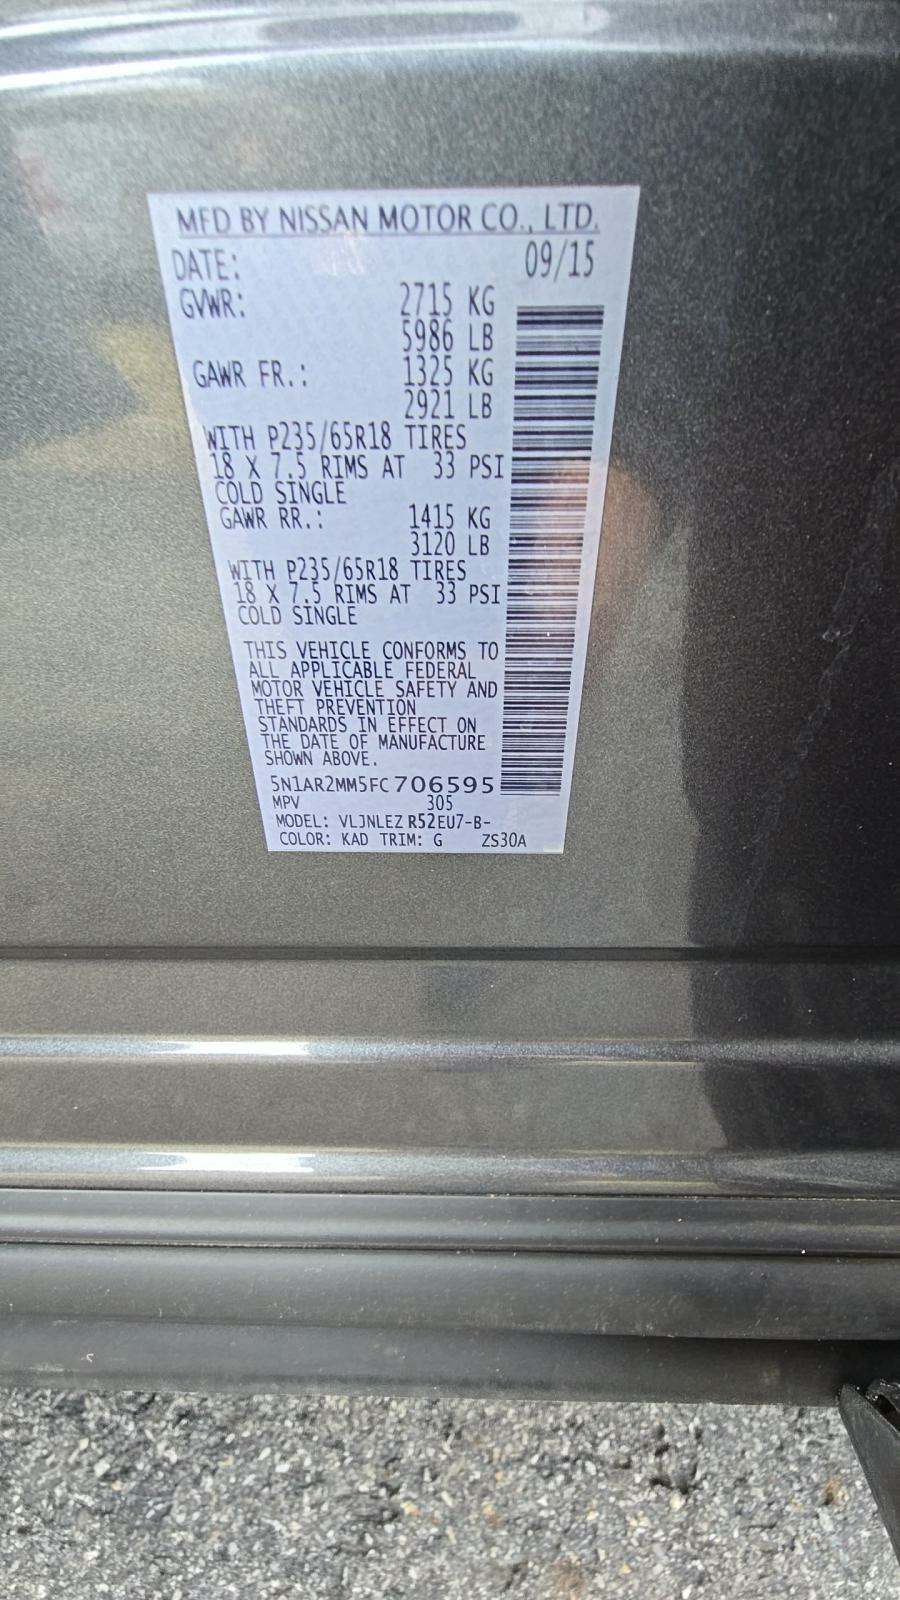 MFD BY NISSAN MOTOR CO., LTD.
DATE: 09/15
GVWR: 2715 KG
5986 LB
GAWR FR.: 1325 KG
2921 LB
WITH P235/65R18 TIRES
18 X 7.5 RIMS AT 33 PSI
COLD SINGLE
GAWR RR.: 1415 KG
3120 LB
WITH P235/65R18 TIRES
18 X 7.5 RIMS AT 33 PSI
COLD SINGLE
THIS VEHICLE CONFORMS TO
ALL APPLICABLE FEDERAL
MOTOR VEHICLE SAFETY AND
THEFT PREVENTION
STANDARDS IN EFFECT ON
THE DATE OF MANUFACTURE
SHOWN ABOVE.
5N1AR2MM5FC706595
MPV 305
MODEL: VLJNLEZ R52EU7-B-
COLOR: KAD TRIM: G ZS30A